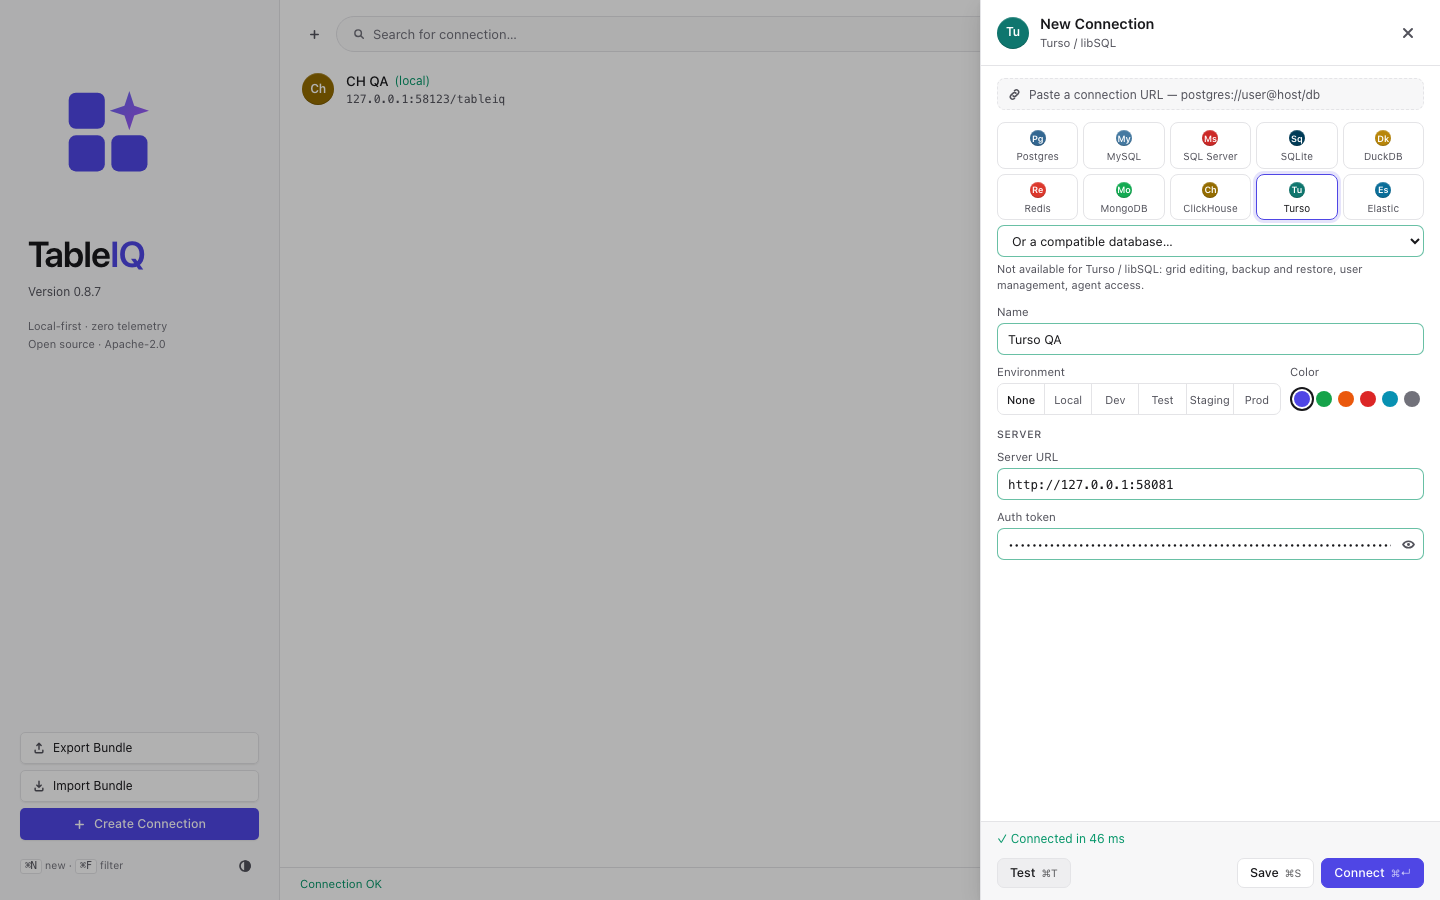 TableIQ
Version 0.8.7
Local-first · zero telemetry
Open source · Apache-2.0
Export Bundle
Import Bundle
+ Create Connection
⌘N new · ⌘F filter
+
Search for connection...
Ch
CH QA (local)
127.0.0.1:58123/tableiq
Connection OK
Tu
New Connection
Turso / libSQL
Paste a connection URL — postgres://user@host/db
Pg My Ms Sq Dk
Postgres MySQL SQL Server SQLite DuckDB
Re Mo Ch Tu Es
Redis MongoDB ClickHouse Turso Elastic
Or a compatible database...
Not available for Turso / libSQL: grid editing, backup and restore, user
management, agent access.
Name
Turso QA
Environment Color
None Local Dev Test Staging Prod
SERVER
Server URL
http://127.0.0.1:58081
Auth token
✓ Connected in 46 ms
Test ⌘T Save ⌘S Connect ⌘↵